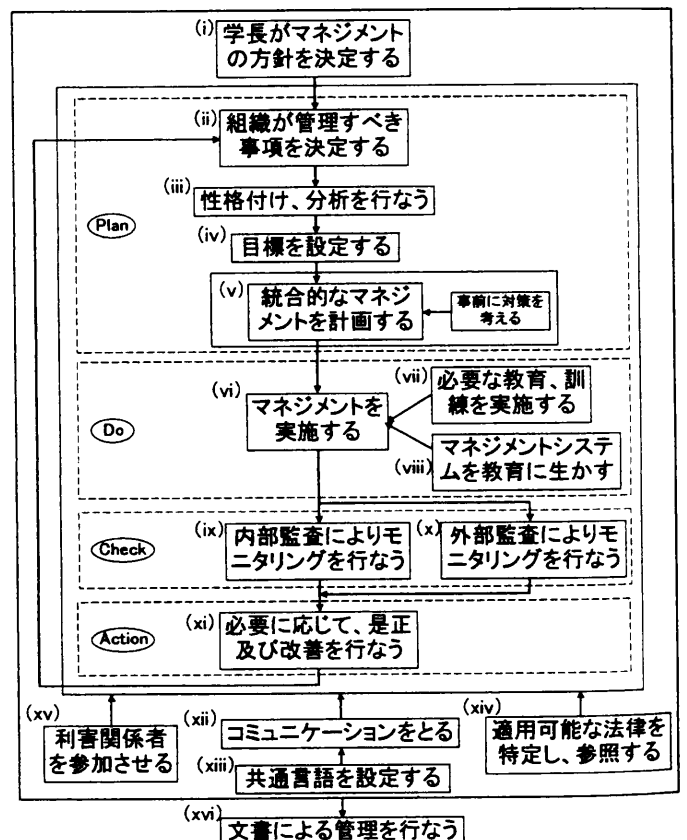 (i)
学長がマネジメント
の方針を決定する
(ii)
組織が管理すべき
事項を決定する
(iii)
性格付け、分析を行なう
Plan
(iv)
目標を設定する
(v)
統合的なマネジ
メントを計画する
事前に対策を
考える
(vi)
マネジメントを
実施する
(vii)
必要な教育、訓
練を実施する
Do
(viii)
マネジメントシステ
ムを教育に生かす
(ix)
内部監査によりモ
ニタリングを行なう
(x)
外部監査によりモ
ニタリングを行なう
Check
(xi)
必要に応じて、是正
及び改善を行なう
Action
(xv)
利害関係者
を参加させる
(xii)
コミュニケーションをとる
(xiii)
共通言語を設定する
(xiv)
適用可能な法律を
特定し、参照する
(xvi)
文書による管理を行なう